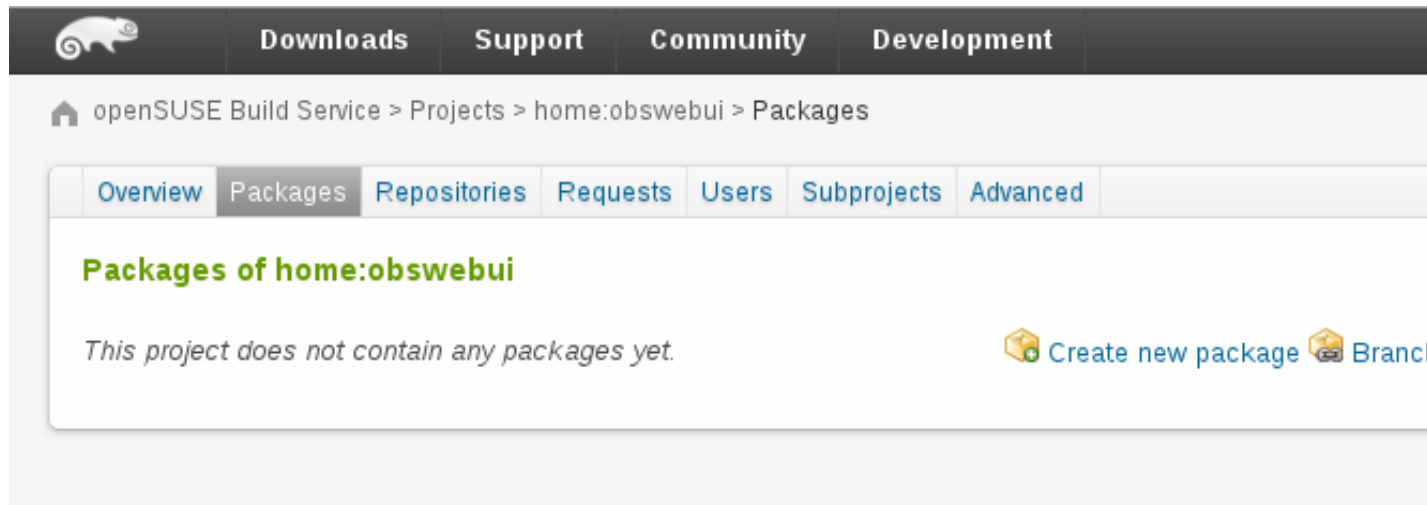 Downloads Support Community Development
openSUSE Build Service > Projects > home:obswebui > Packages
Overview Packages Repositories Requests Users Subprojects Advanced
Packages of home:obswebui
This project does not contain any packages yet. Create new package